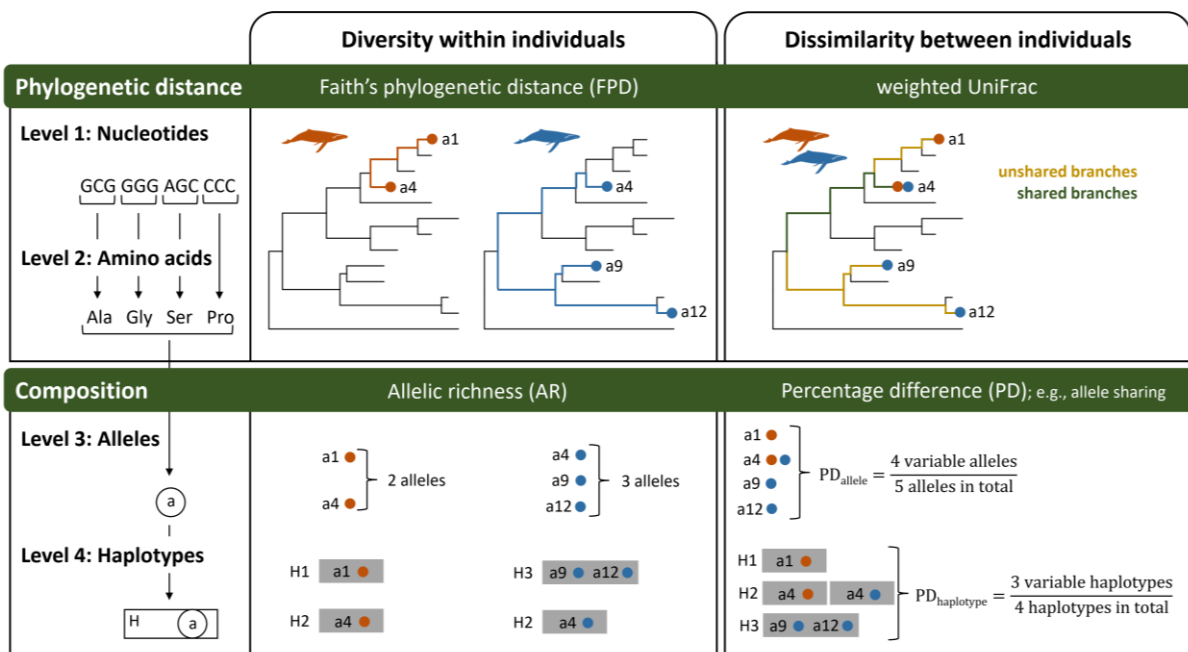 Diversity within individuals
Dissimilarity between individuals
Phylogenetic distance
Faith's phylogenetic distance (FPD)
weighted UniFrac
Level 1: Nucleotides
GCG GGG AGC CCC
Level 2: Amino acids
Ala Gly Ser Pro
a1
a4
a4
a9
a12
a1
a4
a9
a12
unshared branches
shared branches
Composition
Allelic richness (AR)
Percentage difference (PD); e.g., allele sharing
Level 3: Alleles
a
a1
a4
2 alleles
a4
a9
a12
3 alleles
a1
a4
a9
a12
PDallele = 4 variable alleles
5 alleles in total
Level 4: Haplotypes
H a
H1 a1
H2 a4
H3 a9 a12
H2 a4
H1 a1
H2 a4 a4
H3 a9 a12
PDhaplotype = 3 variable haplotypes
4 haplotypes in total